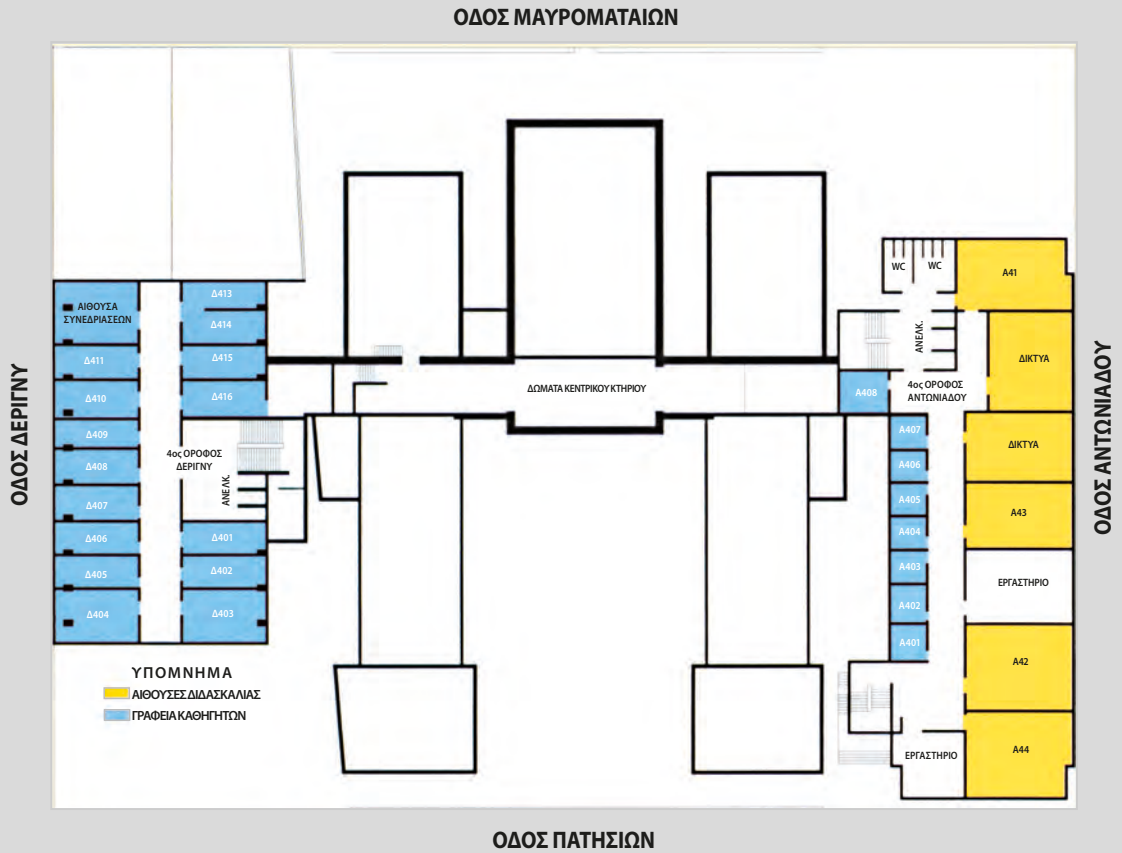 ΟΔΟΣ ΜΑΥΡΟΜΑΤΑΙΩΝ
ΟΔΟΣ ΔΕΡΙΓΝΥ
ΑΙΘΟΥΣΑ
ΣΥΝΕΔΡΙΑΣΕΩΝ
Δ411
Δ410
Δ409
Δ408
Δ407
Δ406
Δ405
Δ404
Δ413
Δ414
Δ415
Δ416
4ος ΟΡΟΦΟΣ
ΔΕΡΙΓΝΥ
ΑΝΕΛΚ.
Δ401
Δ402
Δ403
ΔΩΜΑΤΑ ΚΕΝΤΡΙΚΟΥ ΚΤΗΡΙΟΥ
WC
WC
ΑΝΕΛΚ.
4ος ΟΡΟΦΟΣ
ΑΝΤΩΝΙΑΔΟΥ
Α408
Α407
Α406
Α405
Α404
Α403
Α402
Α401
Α41
ΔΙΚΤΥΑ
ΔΙΚΤΥΑ
Α43
ΕΡΓΑΣΤΗΡΙΟ
Α42
Α44
ΕΡΓΑΣΤΗΡΙΟ
ΟΔΟΣ ΑΝΤΩΝΙΑΔΟΥ
ΥΠΟΜΝΗΜΑ
ΑΙΘΟΥΣΕΣ ΔΙΔΑΣΚΑΛΙΑΣ
ΓΡΑΦΕΙΑ ΚΑΘΗΓΗΤΩΝ
ΟΔΟΣ ΠΑΤΗΣΙΩΝ